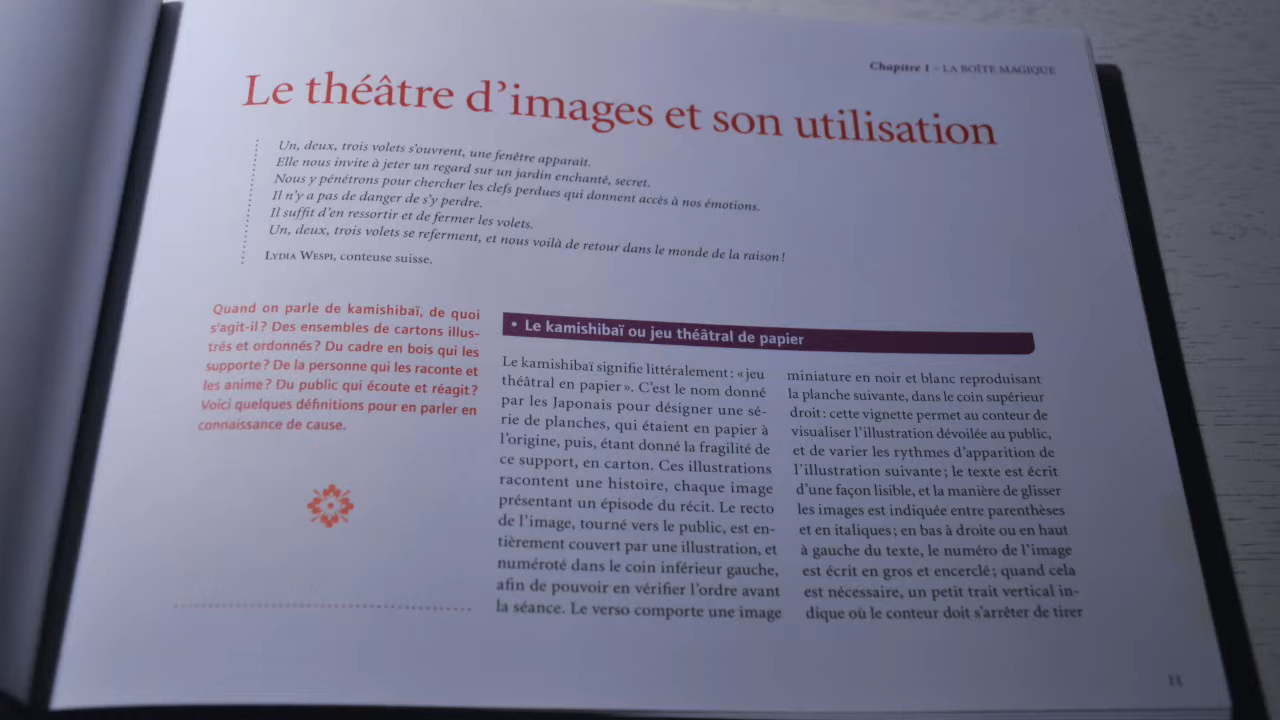 Chapitre 1 - LA BOÎTE MAGIQUE
Le théâtre d'images et son utilisation
Un, deux, trois volets s'ouvrent, une fenêtre apparaît.
Elle nous invite à jeter un regard sur un jardin enchanté, secret.
Nous y pénétrons pour chercher les clefs perdues qui donnent accès à nos émotions.
Il n'y a pas de danger de s'y perdre.
Il suffit d'en ressortir et de fermer les volets.
Un, deux, trois volets se referment, et nous voilà de retour dans le monde de la raison !
LYDIA WESPI, conteuse suisse.
Quand on parle de kamishibaï, de quoi
s'agit-il ? Des ensembles de cartons illus-
trés et ordonnés ? Du cadre en bois qui les
supporte ? De la personne qui les raconte et
les anime ? Du public qui écoute et réagit ?
Voici quelques définitions pour en parler en
connaissance de cause.
• Le kamishibaï ou jeu théâtral de papier
Le kamishibaï signifie littéralement : « jeu
théâtral en papier ». C'est le nom donné
par les Japonais pour désigner une sé-
rie de planches, qui étaient en papier à
l'origine, puis, étant donné la fragilité de
ce support, en carton. Ces illustrations
racontent une histoire, chaque image
présentant un épisode du récit. Le recto
de l'image, tourné vers le public, est en-
tièrement couvert par une illustration, et
numéroté dans le coin inférieur gauche,
afin de pouvoir en vérifier l'ordre avant
la séance. Le verso comporte une image
miniature en noir et blanc reproduisant
la planche suivante, dans le coin supérieur
droit : cette vignette permet au conteur de
visualiser l'illustration dévoilée au public,
et de varier les rythmes d'apparition de
l'illustration suivante ; le texte est écrit
d'une façon lisible, et la manière de glisser
les images est indiquée entre parenthèses
et en italiques ; en bas à droite ou en haut
à gauche du texte, le numéro de l'image
est écrit en gros et encerclé ; quand cela
est nécessaire, un petit trait vertical in-
dique où le conteur doit s'arrêter de tirer
11